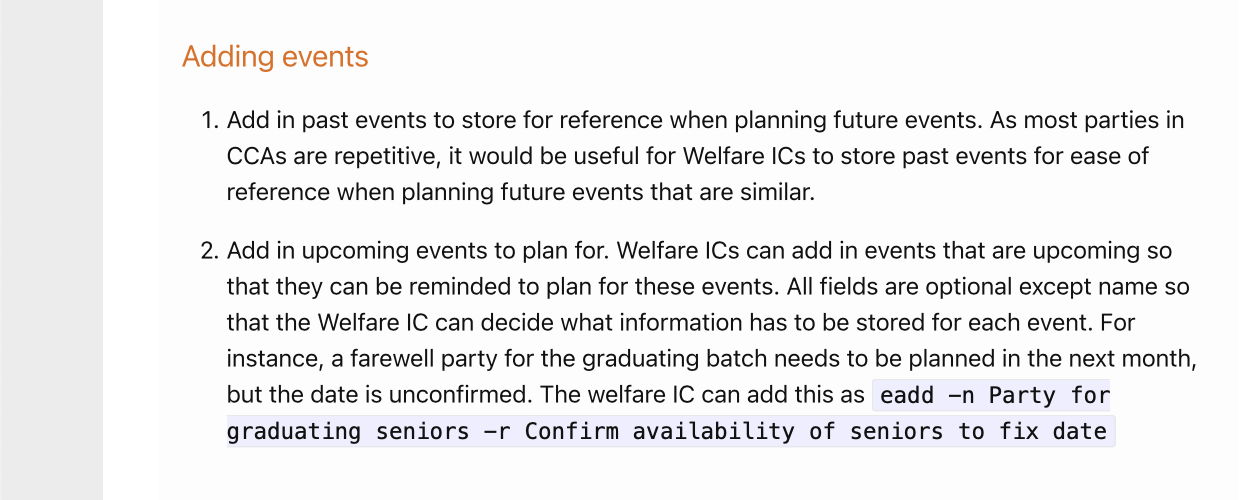 Adding events
1. Add in past events to store for reference when planning future events. As most parties in
CCAs are repetitive, it would be useful for Welfare ICs to store past events for ease of
reference when planning future events that are similar.
2. Add in upcoming events to plan for. Welfare ICs can add in events that are upcoming so
that they can be reminded to plan for these events. All fields are optional except name so
that the Welfare IC can decide what information has to be stored for each event. For
instance, a farewell party for the graduating batch needs to be planned in the next month,
but the date is unconfirmed. The welfare IC can add this as eadd -n Party for
graduating seniors -r Confirm availability of seniors to fix date